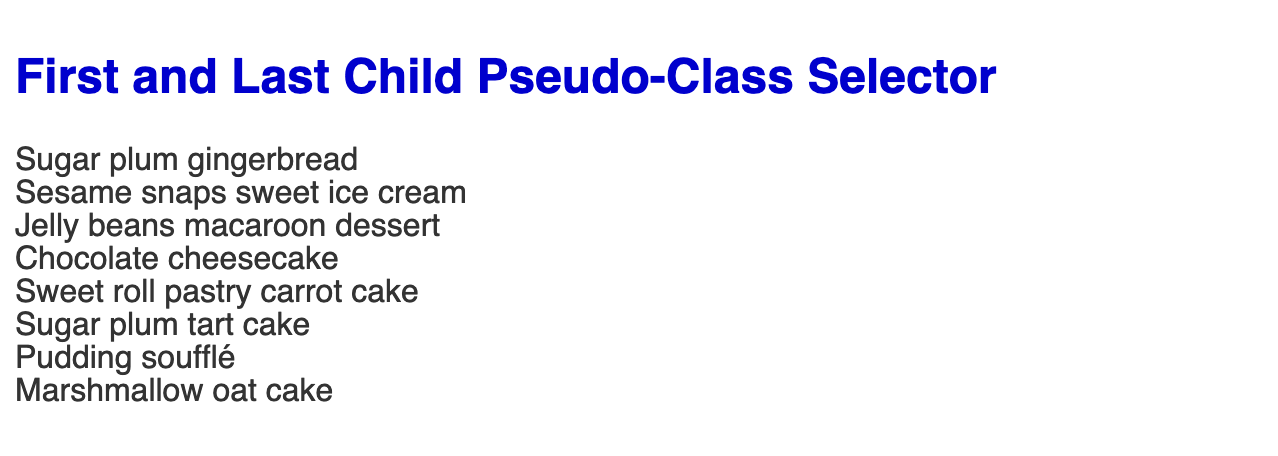 First and Last Child Pseudo-Class Selector
Sugar plum gingerbread
Sesame snaps sweet ice cream
Jelly beans macaroon dessert
Chocolate cheesecake
Sweet roll pastry carrot cake
Sugar plum tart cake
Pudding soufflé
Marshmallow oat cake